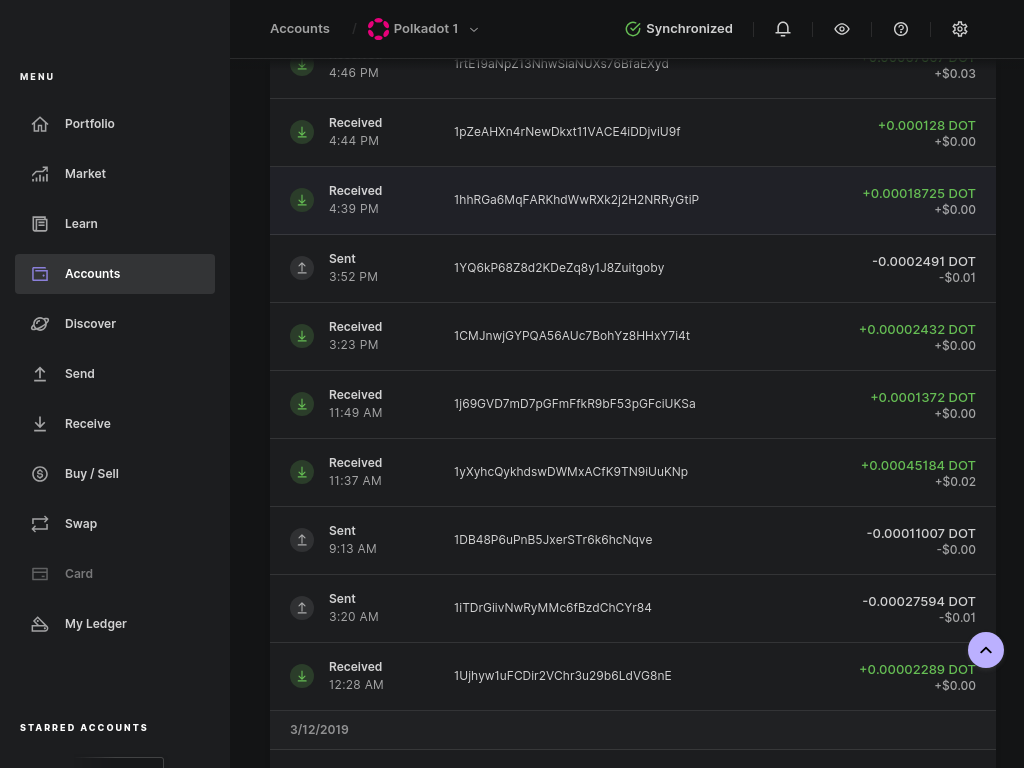 Accounts
/
Polkadot 1
Synchronized
MENU
Portfolio
Market
Learn
Accounts
Discover
Send
Receive
Buy / Sell
Swap
Card
My Ledger
STARRED ACCOUNTS
4:46 PM
+$0.03
Received
4:44 PM
1pZeAHXn4rNewDkxt11VACE4iDDjviU9f
+0.000128 DOT
+$0.00
Received
4:39 PM
1hhRGa6MqFARKhdWwRXk2j2H2NRRyGtiP
+0.00018725 DOT
+$0.00
Sent
3:52 PM
1YQ6kP68Z8d2KDeZq8y1J8Zuitgoby
-0.0002491 DOT
-$0.01
Received
3:23 PM
1CMJnwjGYPQA56AUc7BohYz8HHxY7i4t
+0.00002432 DOT
+$0.00
Received
11:49 AM
1j69GVD7mD7pGFmFfkR9bF53pGFciUKSa
+0.0001372 DOT
+$0.00
Received
11:37 AM
1yXyhcQykhdswDWMxACfK9TN9iUuKNp
+0.00045184 DOT
+$0.02
Sent
9:13 AM
1DB48P6uPnB5JxerSTr6k6hcNqve
-0.00011007 DOT
-$0.00
Sent
3:20 AM
1iTDrGiivNwRyMMc6fBzdChCYr84
-0.00027594 DOT
-$0.01
Received
12:28 AM
1Ujhyw1uFCDir2VChr3u29b6LdVG8nE
+0.00002289 DOT
+$0.00
3/12/2019